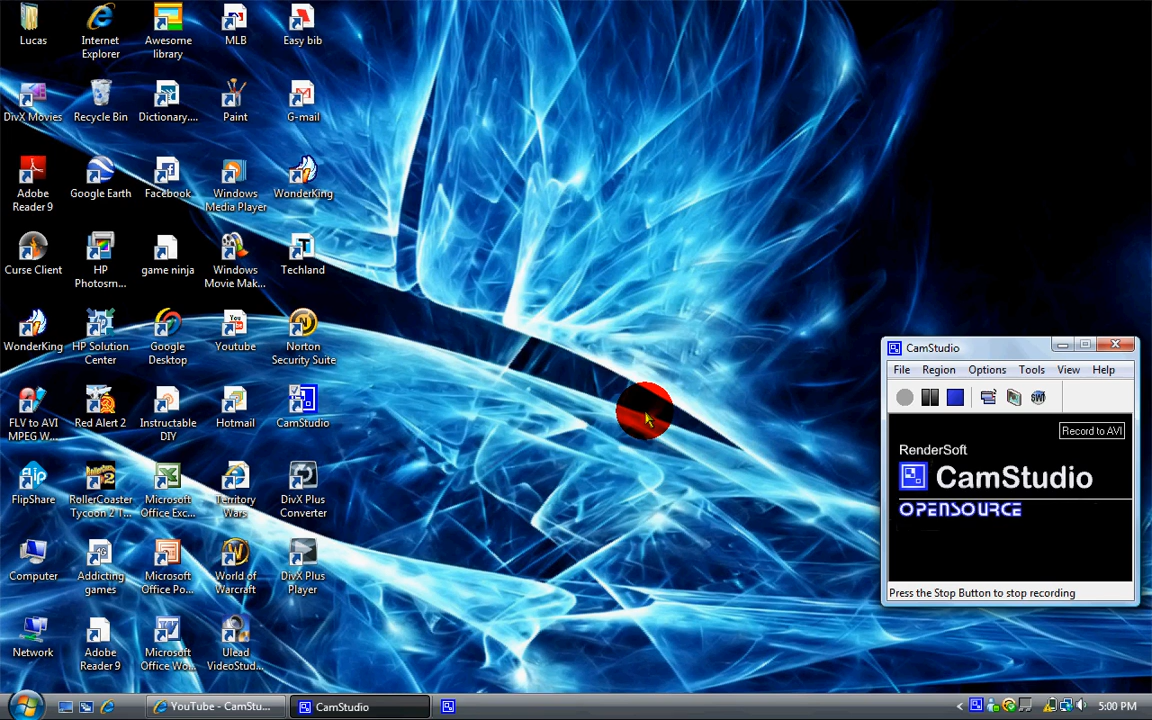 Lucas
Internet
Explorer
Awesome
library
MLB
Easy bib
DivX Movies
Recycle Bin
Dictionary....
Paint
G-mail
Adobe
Reader 9
Google Earth
Facebook
Windows
Media Player
WonderKing
Curse Client
HP
Photosm...
game ninja
Windows
Movie Mak...
Techland
WonderKing
HP Solution
Center
Google
Desktop
You
Tube
Youtube
Norton
Security Suite
FLV to AVI
MPEG W...
Red Alert 2
Instructable
DIY
Hotmail
CamStudio
flip
FlipShare
RollerCoaster
Tycoon 2 T...
Microsoft
Office Exc...
Territory
Wars
DivX Plus
Converter
Computer
Addicting
games
Microsoft
Office Po...
World of
Warcraft
DivX Plus
Player
Network
Adobe
Reader 9
Microsoft
Office Wo...
Ulead
VideoStud...
CamStudio
File Region Options Tools View Help
Record to AVI
RenderSoft
CamStudio
OPENSOURCE
Press the Stop Button to stop recording
YouTube - CamStu...
CamStudio
5:00 PM